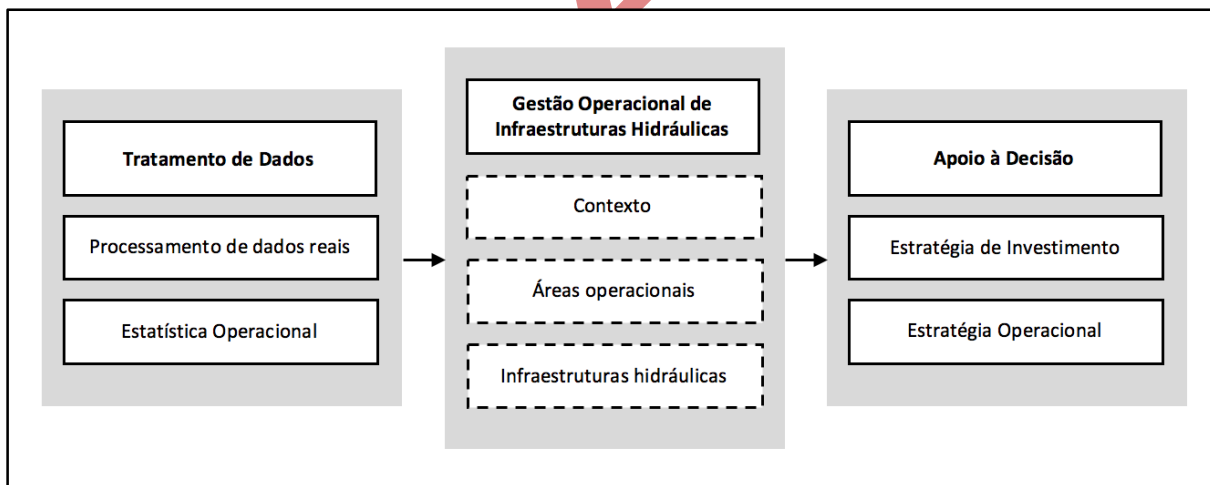 Tratamento de Dados
Processamento de dados reais
Estatística Operacional
Gestão Operacional de
Infraestruturas Hidráulicas
Contexto
Áreas operacionais
Infraestruturas hidráulicas
Apoio à Decisão
Estratégia de Investimento
Estratégia Operacional